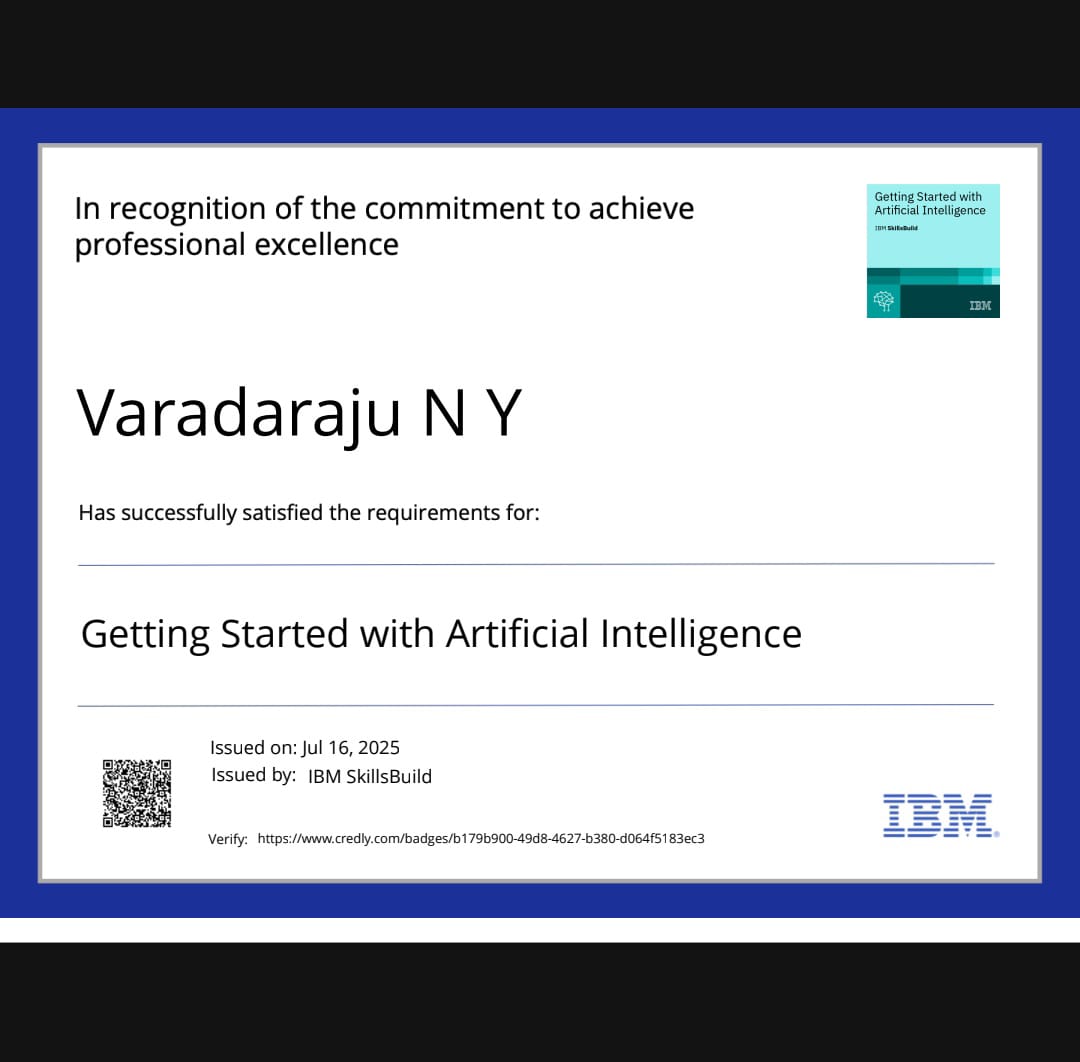 In recognition of the commitment to achieve
professional excellence
Getting Started with
Artificial Intelligence
IBM SkillsBuild
IBM
Varadaraju N Y
Has successfully satisfied the requirements for:
Getting Started with Artificial Intelligence
Issued on: Jul 16, 2025
Issued by: IBM SkillsBuild
Verify: https://www.credly.com/badges/b179b900-49d8-4627-b380-d064f5183ec3
IBM®